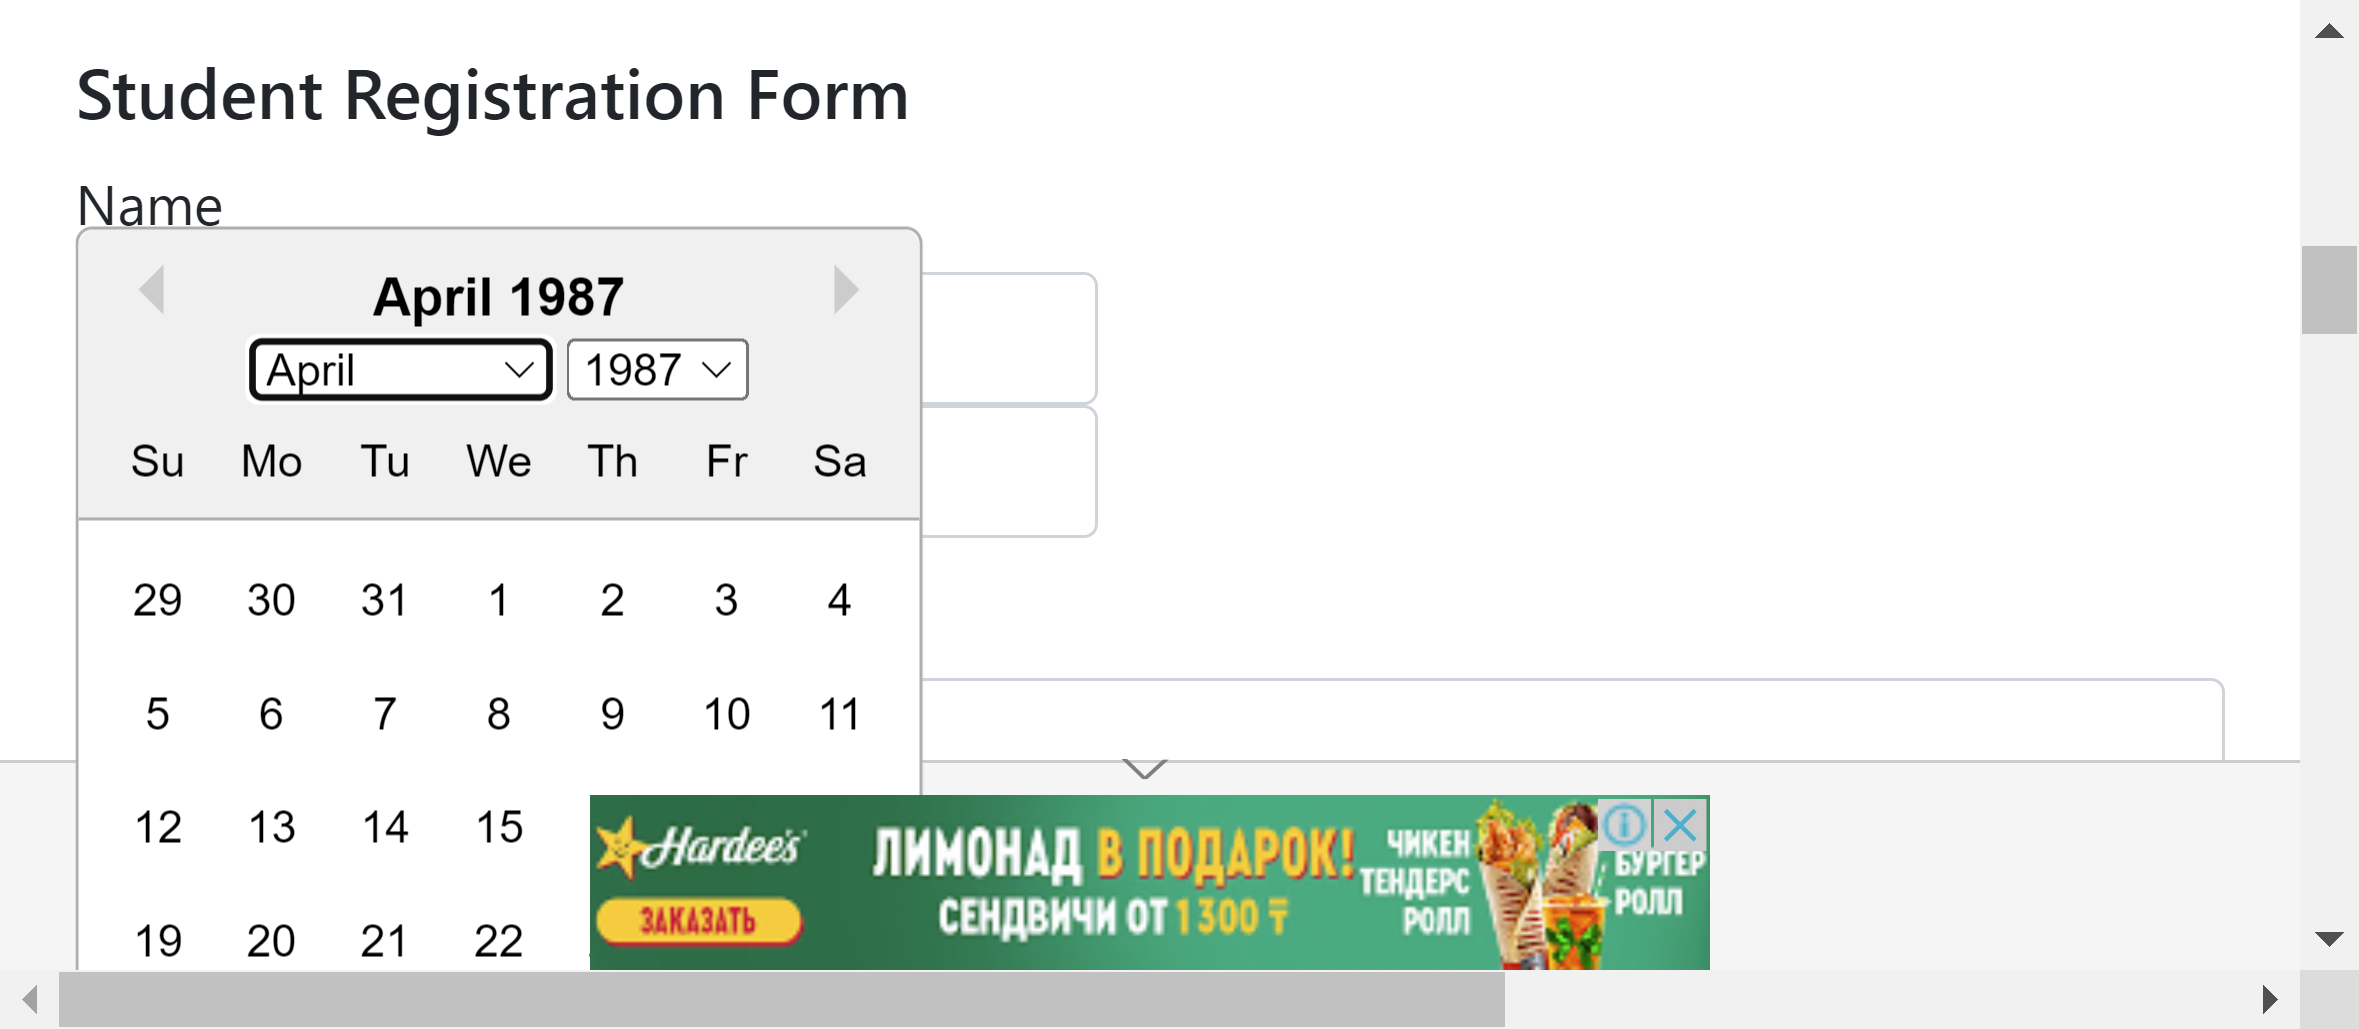 Student Registration Form
Name
April 1987
April 1987
Su Mo Tu We Th Fr Sa
29 30 31 1 2 3 4
5 6 7 8 9 10 11
12 13 14 15
19 20 21 22
Hardee's
ЗАКАЗАТЬ
ЛИМОНАД В ПОДАРОК!
СЕНДВИЧИ ОТ 1300 ₸
ЧИКЕН
ТЕНДЕРС
РОЛЛ
БУРГЕР
РОЛЛ